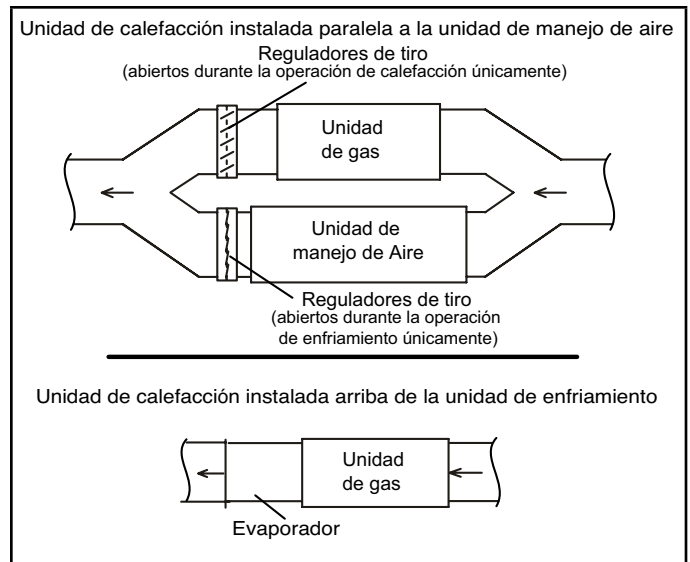 Unidad de calefacción instalada paralela a la unidad de manejo de aire
Reguladores de tiro
(abiertos durante la operación de calefacción únicamente)
Unidad
de gas
Unidad de
manejo de Aire
Reguladores de tiro
(abiertos durante la operación
de enfriamiento únicamente)
Unidad de calefacción instalada arriba de la unidad de enfriamiento
Unidad
de gas
Evaporador